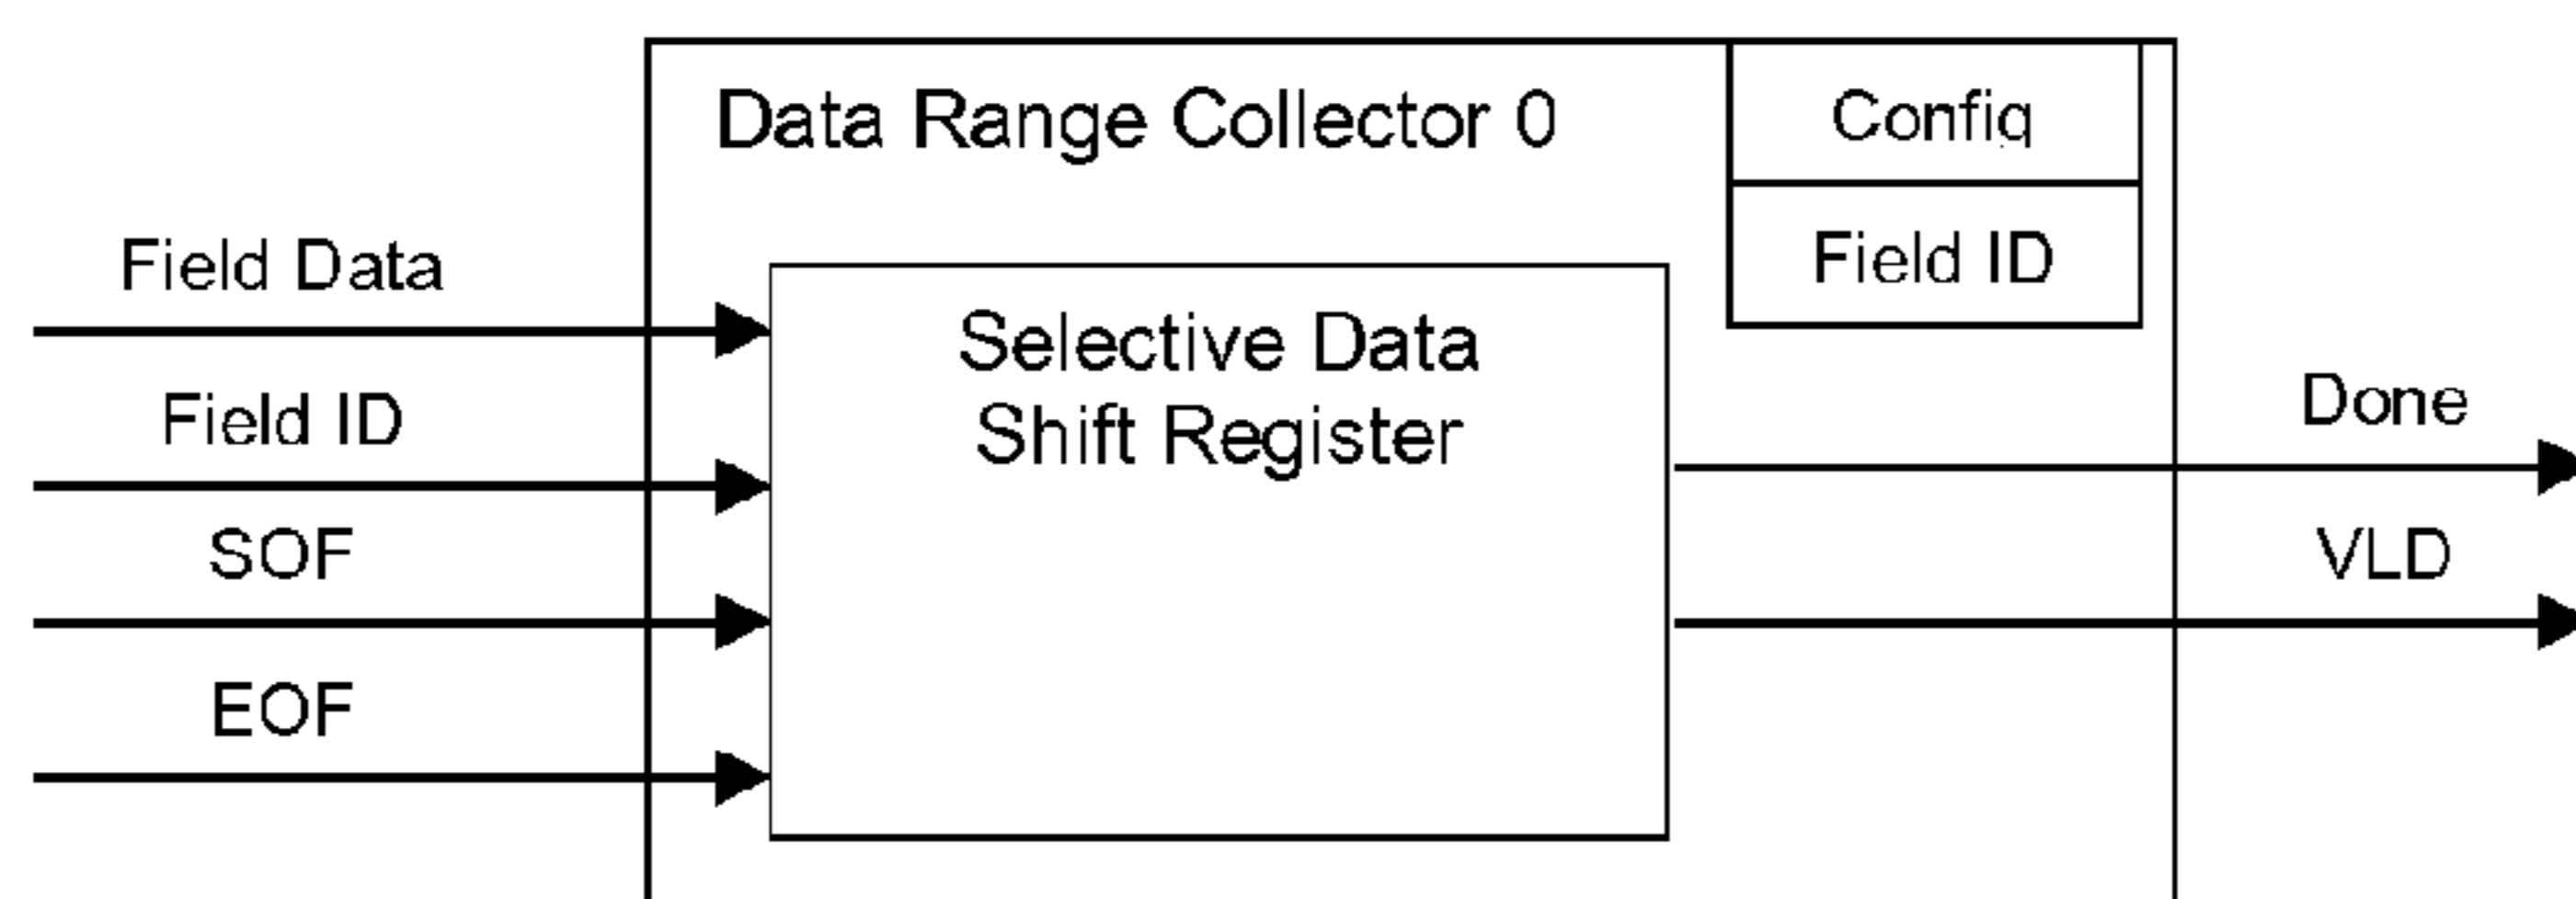 Data Range Collector 0
Config
Field ID
Field Data
Field ID
SOF
EOF
Selective Data
Shift Register
Done
VLD